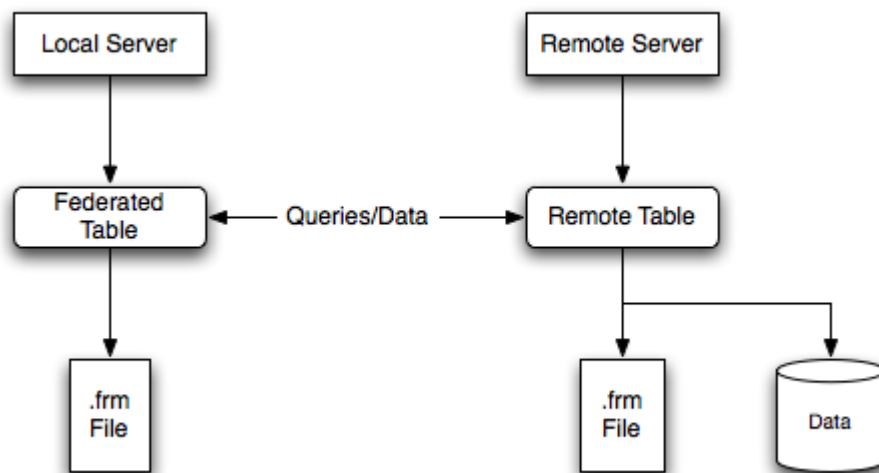 Local Server
Remote Server
Federated
Table
Queries/Data
Remote Table
.frm
File
.frm
File
Data